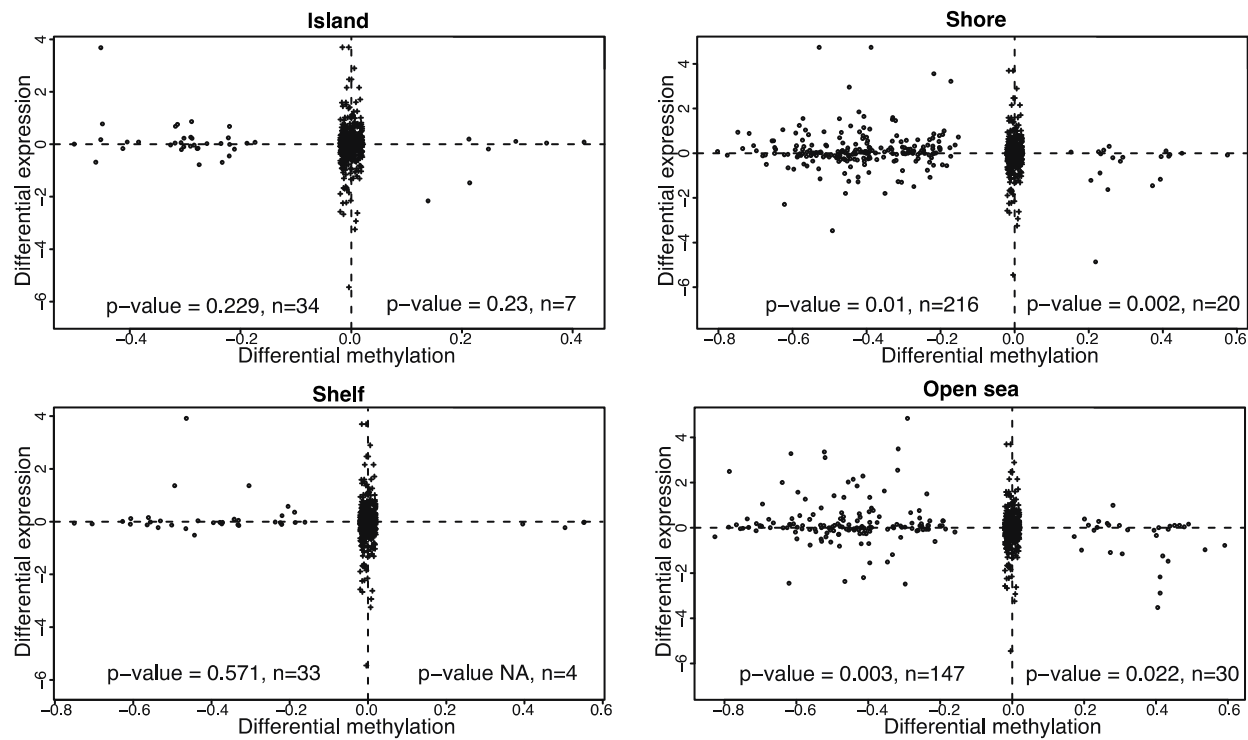 Island
Differential expression
4
2
0
−2
−4
−6
p−value = 0.229, n=34
p−value = 0.23, n=7
−0.4
−0.2
0.0
0.2
0.4
Differential methylation
Shore
Differential expression
4
2
0
−2
−4
−6
p−value = 0.01, n=216
p−value = 0.002, n=20
−0.8
−0.6
−0.4
−0.2
0.0
0.2
0.4
0.6
Differential methylation
Shelf
Differential expression
4
2
0
−2
−4
−6
p−value = 0.571, n=33
p−value NA, n=4
−0.8
−0.6
−0.4
−0.2
0.0
0.2
0.4
0.6
Differential methylation
Open sea
Differential expression
4
2
0
−2
−4
−6
p−value = 0.003, n=147
p−value = 0.022, n=30
−0.8
−0.6
−0.4
−0.2
0.0
0.2
0.4
0.6
Differential methylation